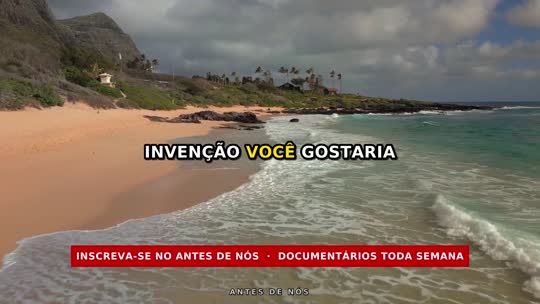 INVENÇÃO VOCÊ GOSTARIA
INSCREVA-SE NO ANTES DE NÓS · DOCUMENTÁRIOS TODA SEMANA
ANTES DE NÓS